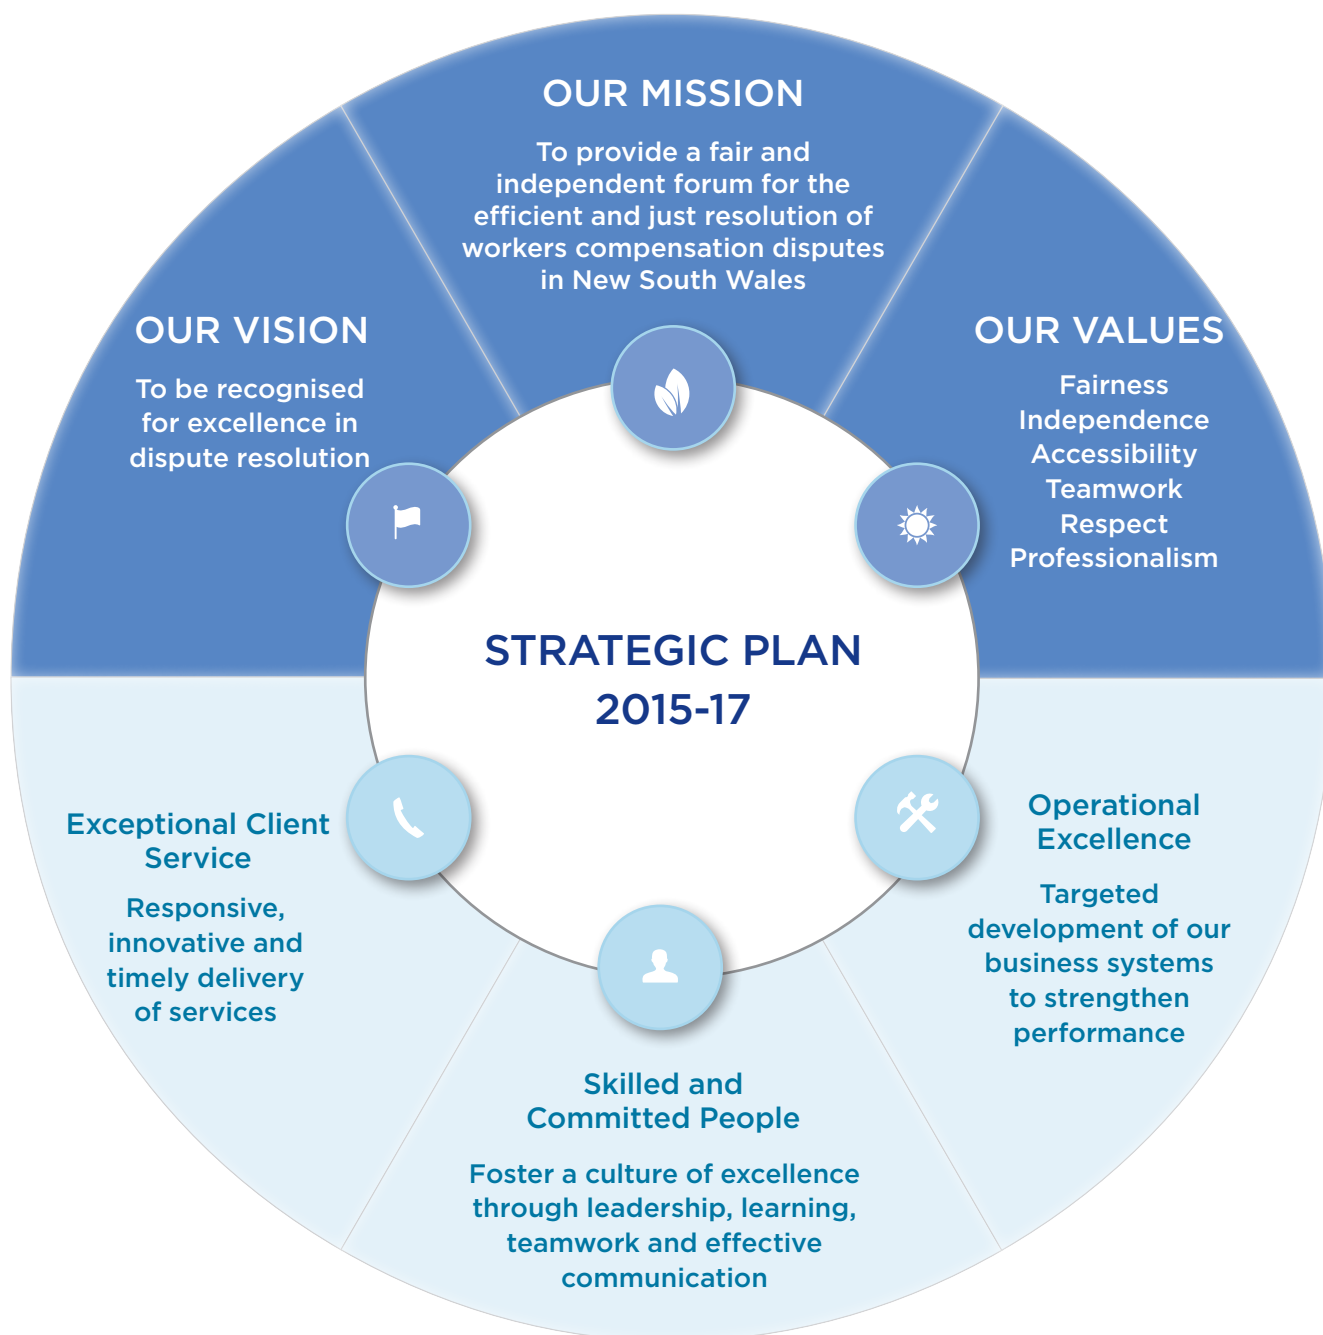 OUR MISSION
To provide a fair and
independent forum for the
efficient and just resolution of
workers compensation disputes
in New South Wales
OUR VISION
To be recognised
for excellence in
dispute resolution
OUR VALUES
Fairness
Independence
Accessibility
Teamwork
Respect
Professionalism
STRATEGIC PLAN
2015-17
Exceptional Client
Service
Responsive,
innovative and
timely delivery
of services
Operational
Excellence
Targeted
development of our
business systems
to strengthen
performance
Skilled and
Committed People
Foster a culture of excellence
through leadership, learning,
teamwork and effective
communication